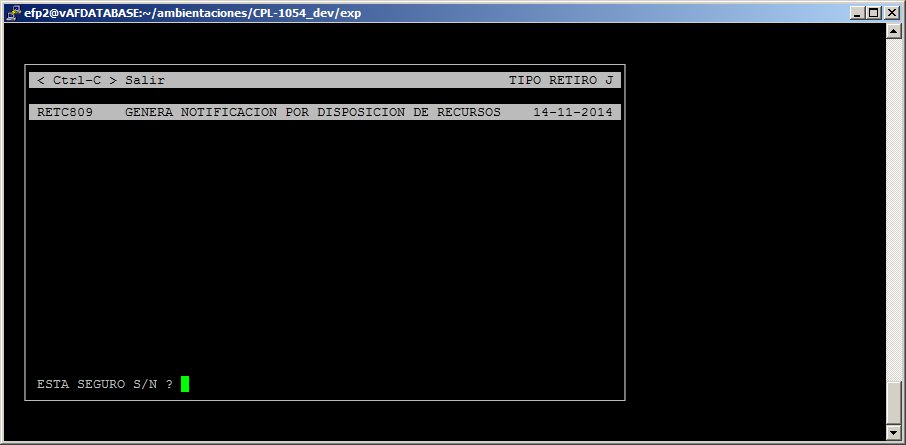 efp2@vAFDATABASE:~/ambientaciones/CPL-1054_dev/exp
< Ctrl-C > Salir TIPO RETIRO J
RETC809 GENERA NOTIFICACION POR DISPOSICION DE RECURSOS 14-11-2014
ESTA SEGURO S/N ?